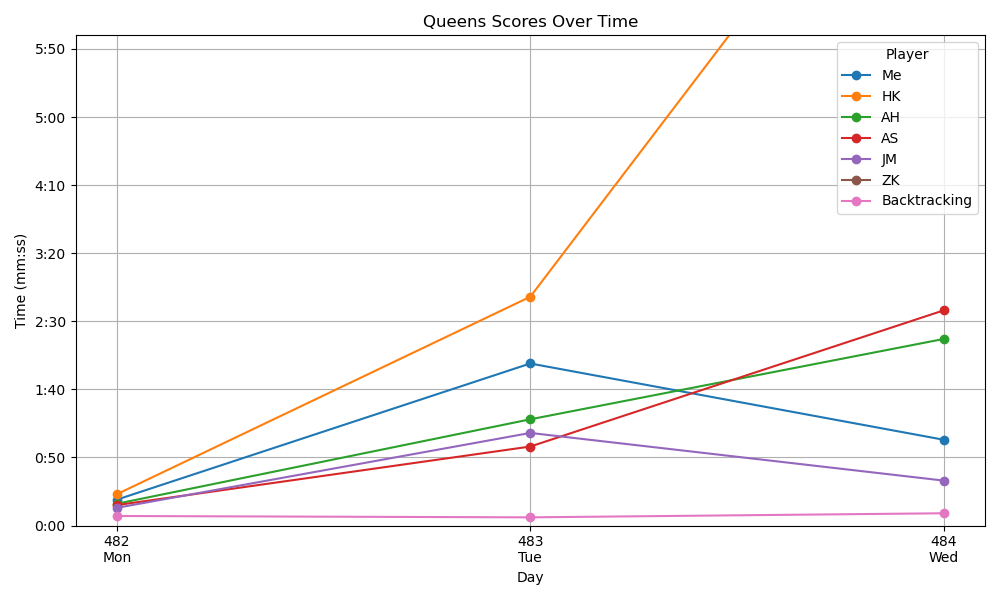 Queens Scores Over Time
Time (mm:ss)
5:50
5:00
4:10
3:20
2:30
1:40
0:50
0:00
Player
Me
HK
AH
AS
JM
ZK
Backtracking
482
Mon
483
Tue
484
Wed
Day